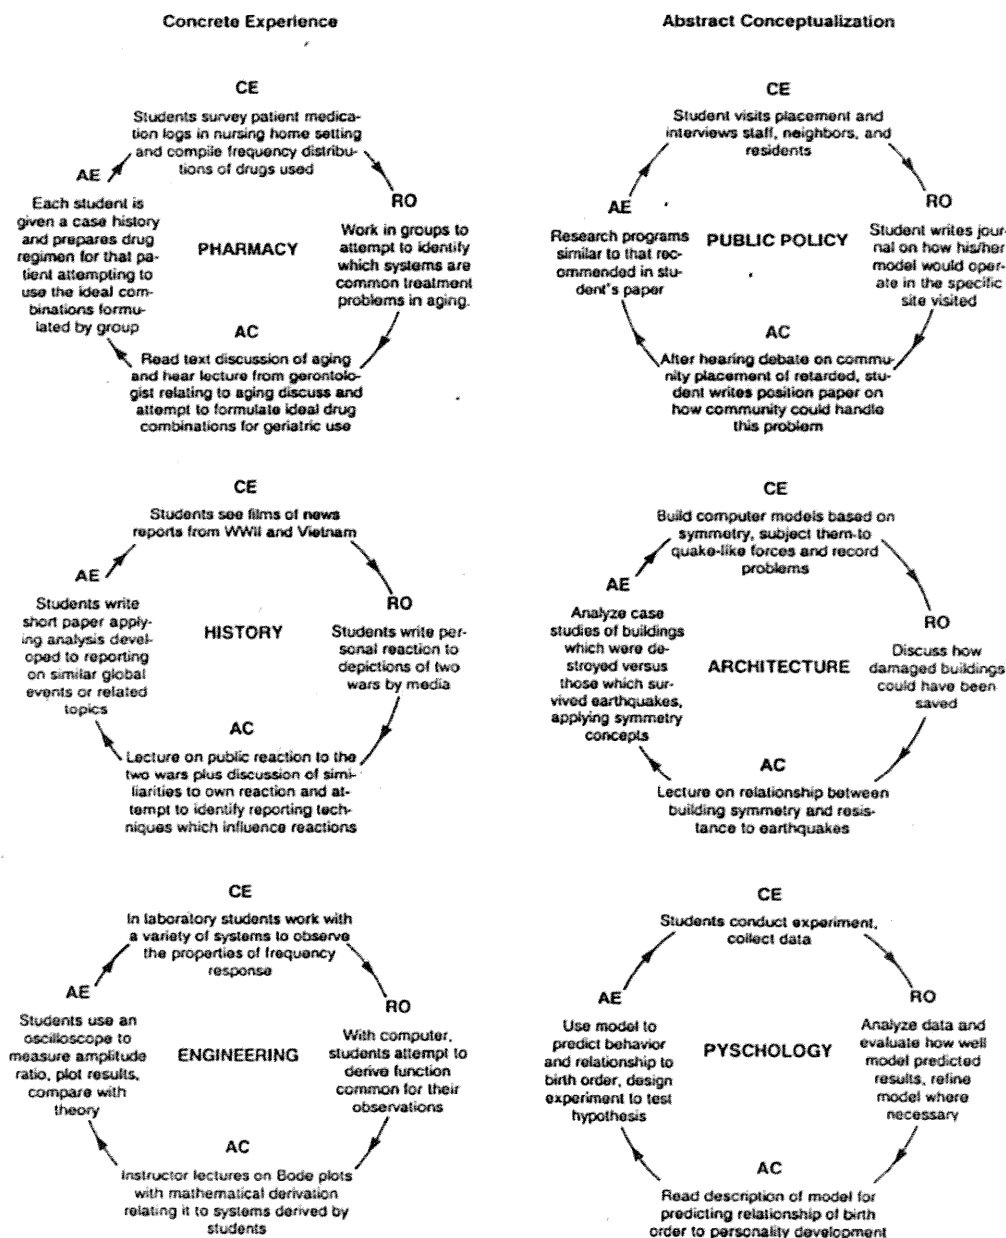 Concrete Experience
CE
Students survey patient medica-
tion logs in nursing home setting
and compile frequency distribu-
tions of drugs used
AE
Each student is
given a case history
and prepares drug
regimen for that pa-
tient attempting to
use the ideal com-
binations formu-
lated by group
PHARMACY
RO
Work in groups to
attempt to identify
which systems are
common treatment
problems in aging.
AC
Read text discussion of aging
and hear lecture from gerontolo-
gist relating to aging discuss and
attempt to formulate ideal drug
combinations for geriatric use
CE
Students see films of news
reports from WWII and Vietnam
AE
Students write
short paper apply-
ing analysis devel-
oped to reporting
on similar global
events or related
topics
HISTORY
RO
Students write per-
sonal reaction to
depictions of two
wars by media
AC
Lecture on public reaction to the
two wars plus discussion of simi-
liarities to own reaction and at-
tempt to identify reporting tech-
niques which influence reactions
CE
In laboratory students work with
a variety of systems to observe
the properties of frequency
response
AE
Students use an
oscilloscope to
measure amplitude
ratio, plot results,
compare with
theory
ENGINEERING
RO
With computer,
students attempt to
derive function
common for their
observations
AC
Instructor lectures on Bode plots
with mathematical derivation
relating it to systems derived by
students
Abstract Conceptualization
CE
Student visits placement and
interviews staff, neighbors, and
residents
AE
Research programs
similar to that rec-
ommended in stu-
dent's paper
PUBLIC POLICY
RO
Student writes jour-
nal on how his/her
model would oper-
ate in the specific
site visited
AC
After hearing debate on commu-
nity placement of retarded, stu-
dent writes position paper on
how community could handle
this problem
CE
Build computer models based on
symmetry, subject them-to
quake-like forces and record
problems
AE
Analyze case
studies of buildings
which were de-
stroyed versus
those which sur-
vived earthquakes,
applying symmetry
concepts
ARCHITECTURE
RO
Discuss how
damaged buildings
could have been
saved
AC
Lecture on relationship between
building symmetry and resis-
tance to earthquakes
CE
Students conduct experiment,
collect data
AE
Use model to
predict behavior
and relationship to
birth order, design
experiment to test
hypothesis
PYSCHOLOGY
RO
Analyze data and
evaluate how well
model predicted
results, refine
model where
necessary
AC
Read description of model for
predicting relationship of birth
order to personality development